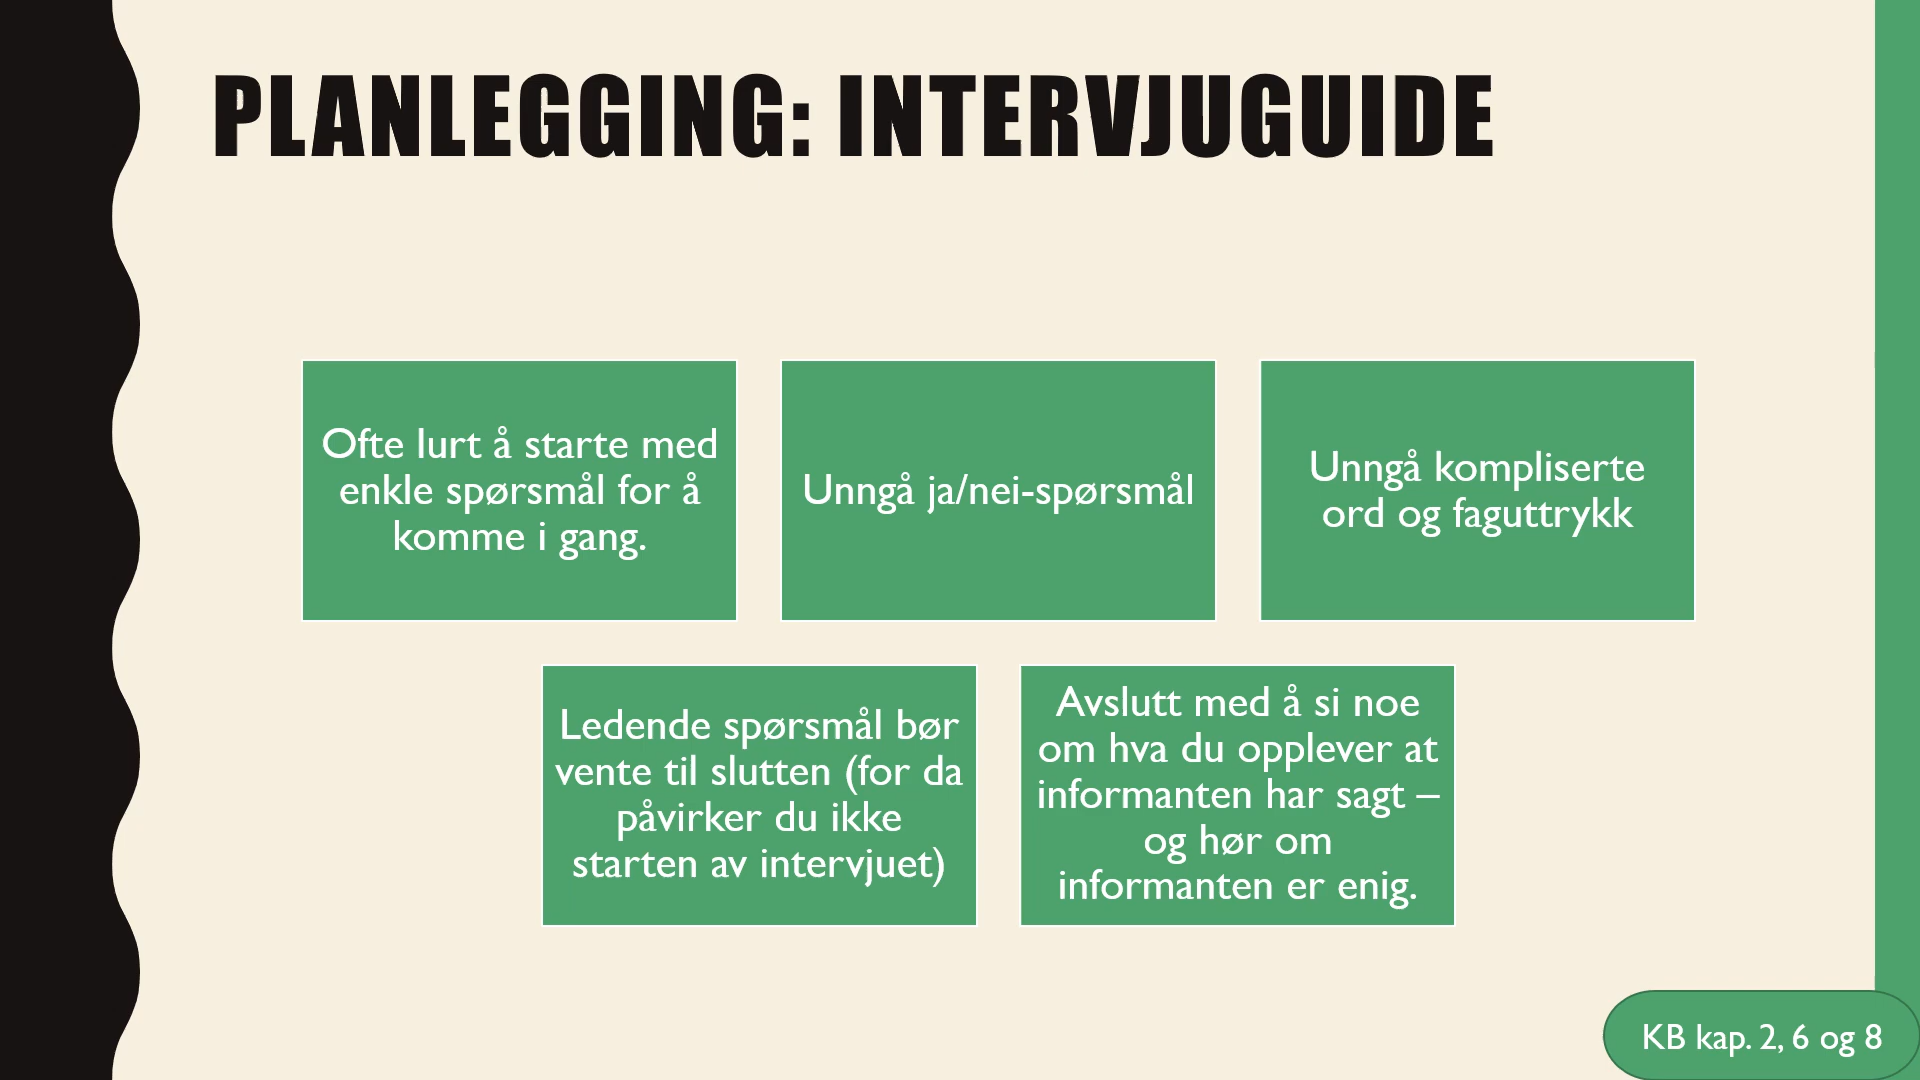 PLANLEGGING: INTERVJUGUIDE
Ofte lurt å starte med
enkle spørsmål for å
komme i gang.
Unngå ja/nei-spørsmål
Unngå kompliserte
ord og faguttrykk
Ledende spørsmål bør
vente til slutten (for da
påvirker du ikke
starten av intervjuet)
Avslutt med å si noe
om hva du opplever at
informanten har sagt –
og hør om
informanten er enig.
KB kap. 2, 6 og 8